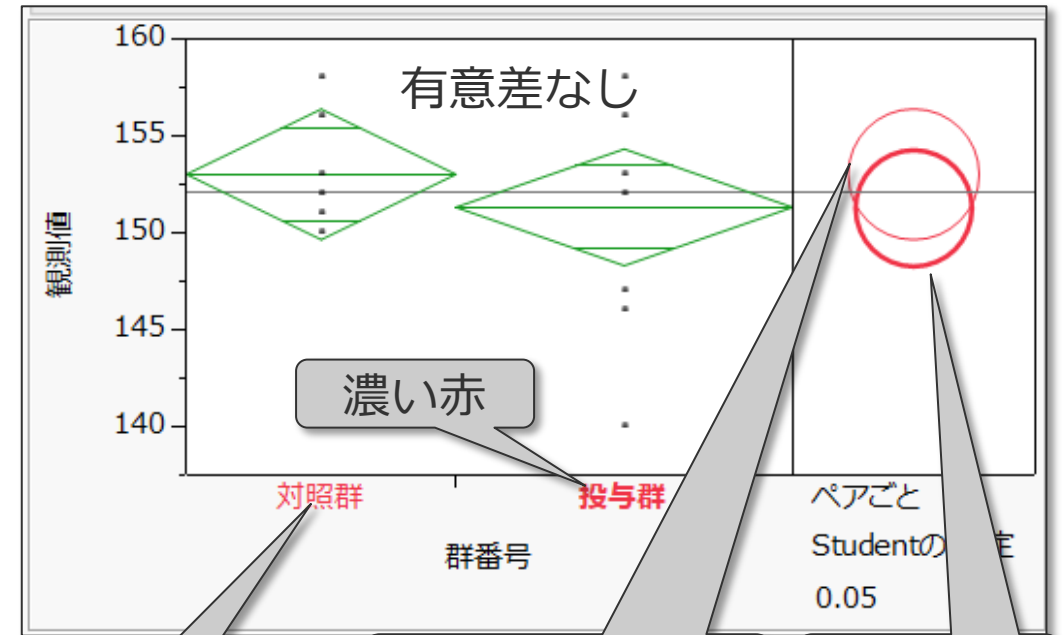 160
有意差なし
155
150
観測値
145
濃い赤
140
対照群
投与群
ペアごと
群番号
Studentの
定
0.05